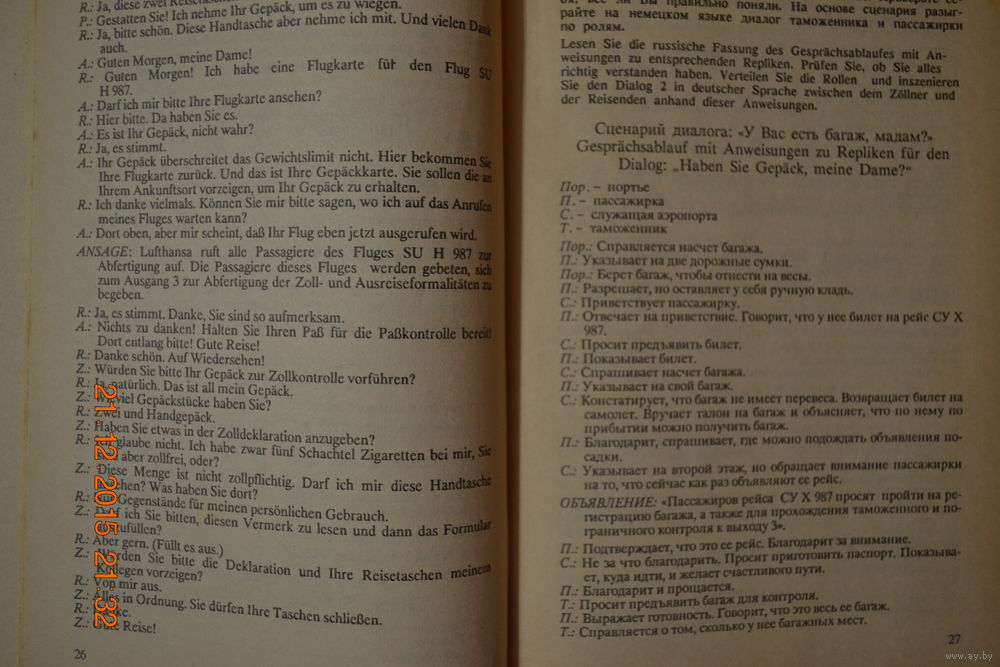 R.: Ja, diese zwei
P.: Gestatten Sie! Ich nehme Ihr Gepäck, um es zu wiegen.
R.: Ja, bitte schön. Diese Handtasche aber nehme ich mit. Und vielen Dank
auch.
A.: Guten Morgen, meine Dame!
R.: Guten Morgen! Ich habe eine Flugkarte für den Flug SU
H 987.
A.: Darf ich mir bitte Ihre Flugkarte ansehen?
R.: Hier bitte. Da haben Sie es.
A.: Es ist Ihr Gepäck, nicht wahr?
R.: Ja, es stimmt.
A.: Ihr Gepäck überschreitet das Gewichtslimit nicht. Hier bekommen Sie
Ihre Flugkarte zurück. Und das ist Ihre Gepäckkarte. Sie sollen die an
Ihrem Ankunftsort vorzeigen, um Ihr Gepäck zu erhalten.
R.: Ich danke vielmals. Können Sie mir bitte sagen, wo ich auf das Anrufen
meines Fluges warten kann?
A.: Dort oben, aber mir scheint, daß Ihr Flug eben jetzt ausgerufen wird.
ANSAGE: Lufthansa ruft alle Passagiere des Fluges SU H 987 zur
Abfertigung auf. Die Passagiere dieses Fluges werden gebeten, sich
zum Ausgang 3 zur Abfertigung der Zoll- und Ausreiseformalitäten zu
begeben.
R.: Ja, es stimmt. Danke, Sie sind so aufmerksam.
A.: Nichts zu danken! Halten Sie Ihren Paß für die Paßkontrolle bereit!
Dort entlang bitte! Gute Reise!
R.: Danke schön. Auf Wiedersehen!
Z.: Würden Sie bitte Ihr Gepäck zur Zollkontrolle vorführen?
R.: Ja, natürlich. Das ist all mein Gepäck.
Z.: Wieviel Gepäckstücke haben Sie?
R.: Zwei und Handgepäck.
Z.: Haben Sie etwas in der Zolldeklaration anzugeben?
R.: Ich glaube nicht. Ich habe zwar fünf Schachtel Zigaretten bei mir, Sie
aber zollfrei, oder?
Z.: Diese Menge ist nicht zollpflichtig. Darf ich mir diese Handtasche
ansehen? Was haben Sie dort?
R.: Gegenstände für meinen persönlichen Gebrauch.
Z.: Darf ich Sie bitten, diesen Vermerk zu lesen und dann das Formular
auszufüllen?
R.: Aber gern. (Füllt es aus.)
Z.: Würden Sie bitte die Deklaration und Ihre Reisetaschen meinem
Kollegen vorzeigen?
R.: Von mir aus.
Z.: Alles in Ordnung. Sie dürfen Ihre Taschen schließen.
R.: Danke.
Z.: Gute Reise!
26
21 12 2015 21:32
все ли Вы правильно поняли. На основе сценария разыг-
райте на немецком языке диалог таможенника и пассажирки
по ролям.
Lesen Sie die russische Fassung des Gesprächsablaufes mit An-
weisungen zu entsprechenden Repliken. Prüfen Sie, ob Sie alles
richtig verstanden haben. Verteilen Sie die Rollen und inszenieren
Sie den Dialog 2 in deutscher Sprache zwischen dem Zöllner und
der Reisenden anhand dieser Anweisungen.
Сценарий диалога: «У Вас есть багаж, мадам?»
Gesprächsablauf mit Anweisungen zu Repliken für den
Dialog: „Haben Sie Gepäck, meine Dame?“
Пор. – портье
П. – пассажирка
С. – служащая аэропорта
Т. – таможенник
Пор.: Справляется насчет багажа.
П.: Указывает на две дорожные сумки.
Пор.: Берет багаж, чтобы отнести на весы.
П.: Разрешает, но оставляет у себя ручную кладь.
С.: Приветствует пассажирку.
П.: Отвечает на приветствие. Говорит, что у нее билет на рейс СУ Х
987.
С.: Просит предъявить билет.
П.: Показывает билет.
С.: Спрашивает насчет багажа.
П.: Указывает на свой багаж.
С.: Констатирует, что багаж не имеет перевеса. Возвращает билет на
самолет. Вручает талон на багаж и объясняет, что по нему по
прибытии можно получить багаж.
П.: Благодарит, спрашивает, где можно подождать объявления по-
садки.
С.: Указывает на второй этаж, но обращает внимание пассажирки
на то, что сейчас как раз объявляют ее рейс.
ОБЪЯВЛЕНИЕ: «Пассажиров рейса СУ Х 987 просят пройти на ре-
гистрацию багажа, а также для прохождения таможенного и по-
граничного контроля к выходу 3».
П.: Подтверждает, что это ее рейс. Благодарит за внимание.
С.: Не за что благодарить. Просит приготовить паспорт. Показыва-
ет, куда идти, и желает счастливого пути.
П.: Благодарит и прощается.
Т.: Просит предъявить багаж для контроля.
П.: Выражает готовность. Говорит, что это весь ее багаж.
Т.: Справляется о том, сколько у нее багажных мест.
27
www.ay.by